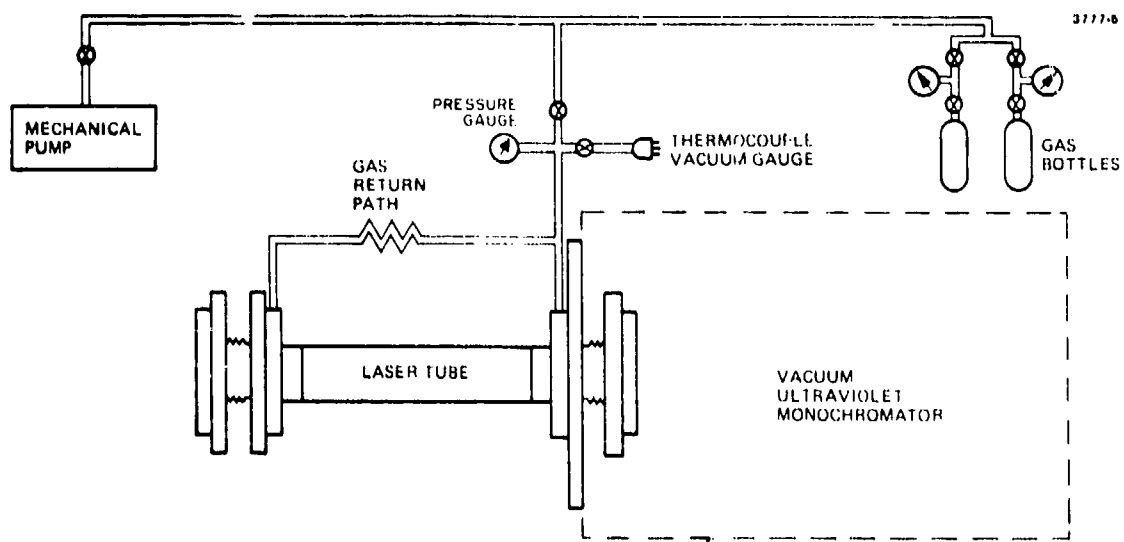 3777-6
MECHANICAL
PUMP
PRESSURE
GAUGE
THERMOCOUPLE
VACUUM GAUGE
GAS
BOTTLES
GAS
RETURN
PATH
LASER TUBE
VACUUM
ULTRAVIOLET
MONOCHROMATOR